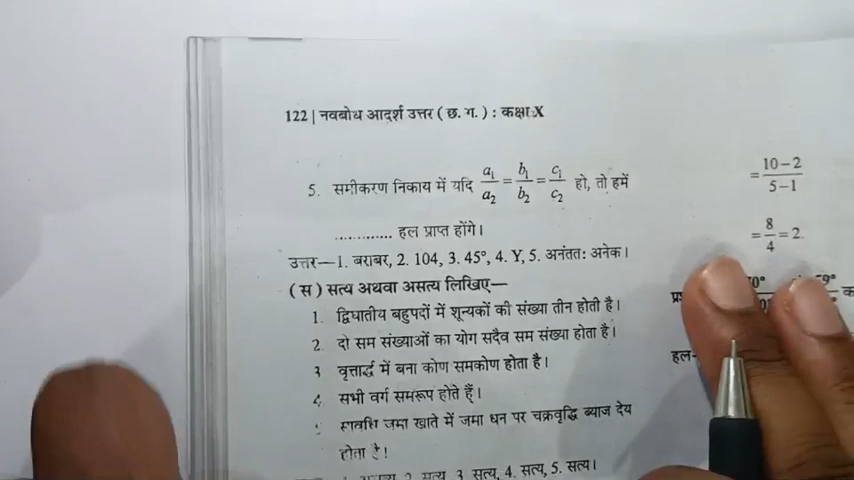 122 | नवबोध आदर्श उत्तर ( छ. ग. ) : कक्षा X
5. समीकरण निकाय में यदि a₁/a₂ = b₁/b₂ = c₁/c₂ हो, तो हमें
............ हल प्राप्त होंगे।
उत्तर—1. बराबर, 2. 104, 3. 45°, 4. Y, 5. अनंततः अनेक।
( स ) सत्य अथवा असत्य लिखिए—
1. द्विघातीय बहुपदों में शून्यकों की संख्या तीन होती है।
2. दो सम संख्याओं का योग सदैव सम संख्या होता है।
3 वृत्तार्द्ध में बना कोण समकोण होता है।
4 सभी वर्ग समरूप होते हैं।
जमा खाते में जमा धन पर चक्रवृद्धि ब्याज देय
होता है।
2. सत्य, 3. सत्य, 4. सत्य, 5. सत्य।
= 10 − 2 / 5 − 1
= 8/4 = 2.
हल-